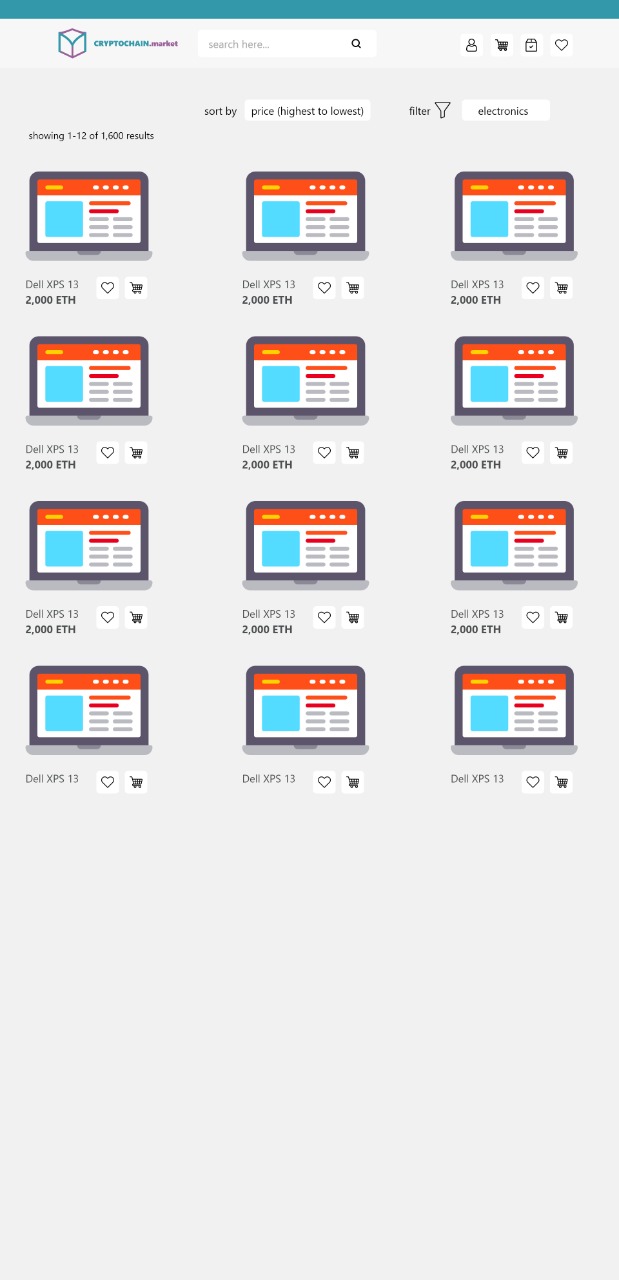 CRYPTOCHAIN.market
search here...
sort by price (highest to lowest) filter electronics
showing 1-12 of 1,600 results
Dell XPS 13
2,000 ETH
Dell XPS 13
2,000 ETH
Dell XPS 13
2,000 ETH
Dell XPS 13
2,000 ETH
Dell XPS 13
2,000 ETH
Dell XPS 13
2,000 ETH
Dell XPS 13
2,000 ETH
Dell XPS 13
2,000 ETH
Dell XPS 13
2,000 ETH
Dell XPS 13
Dell XPS 13
Dell XPS 13